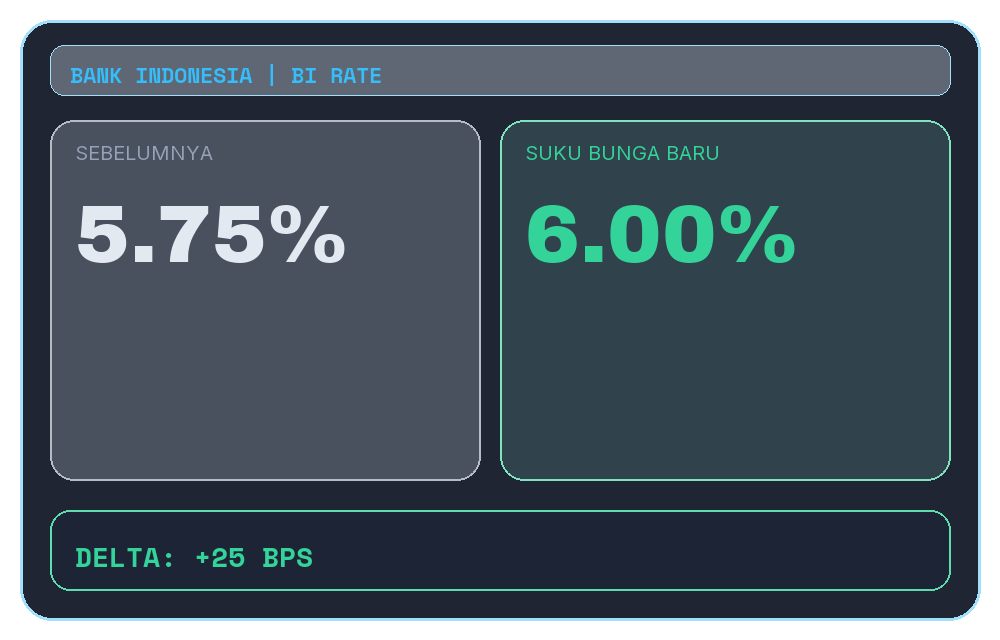 BANK INDONESIA | BI RATE
SEBELUMNYA
5.75%
SUKU BUNGA BARU
6.00%
DELTA: +25 BPS